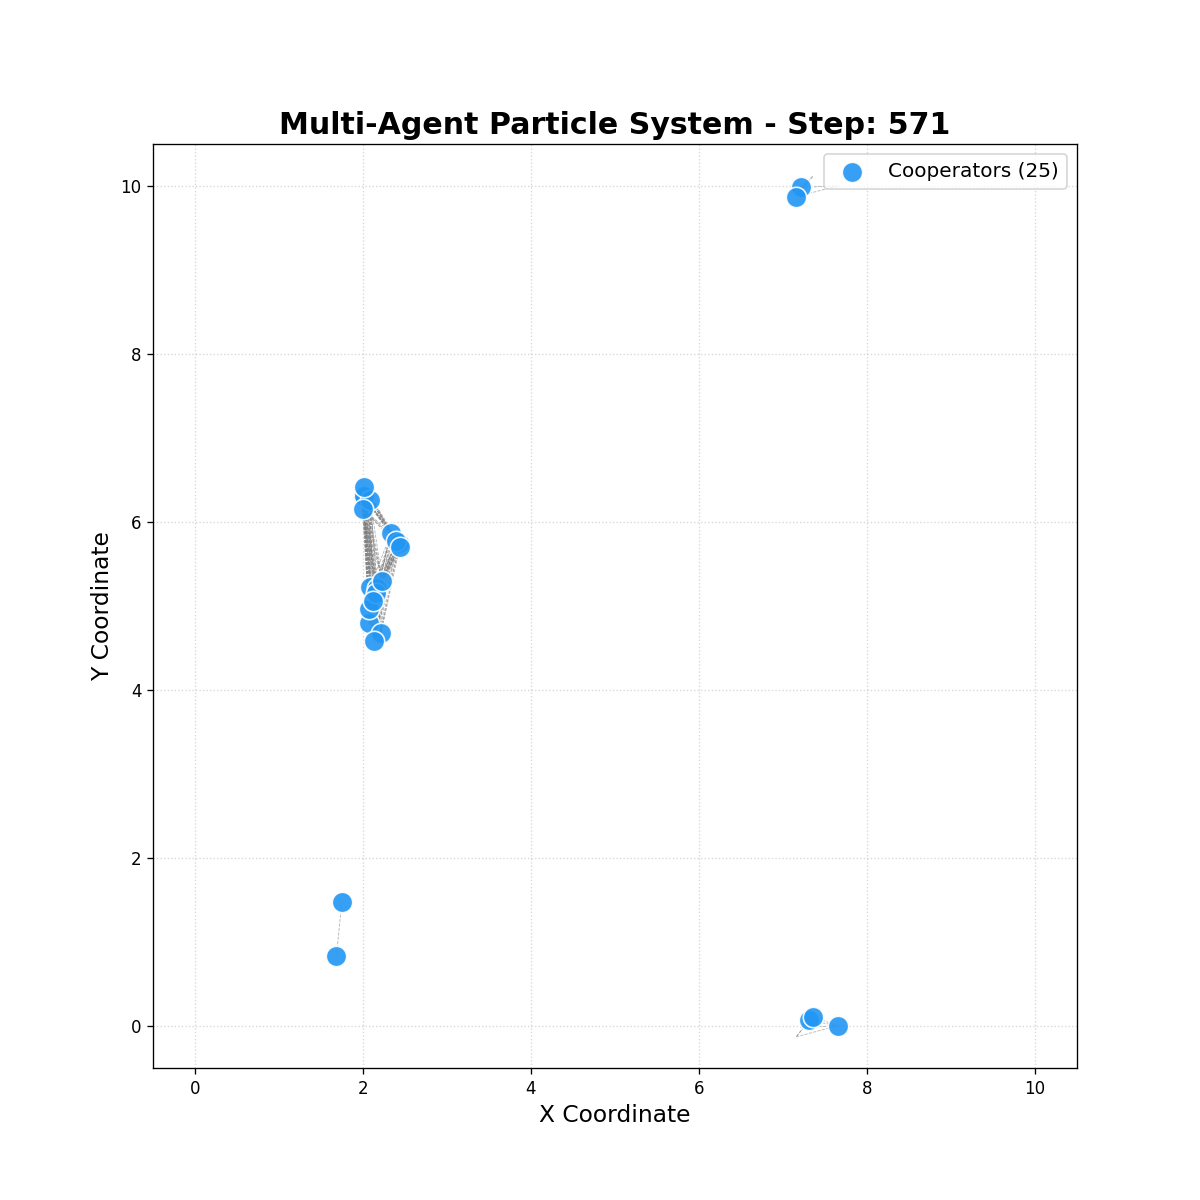 Multi-Agent Particle System - Step: 571
Cooperators (25)
10
8
6
4
2
0
Y Coordinate
0 2 4 6 8 10
X Coordinate